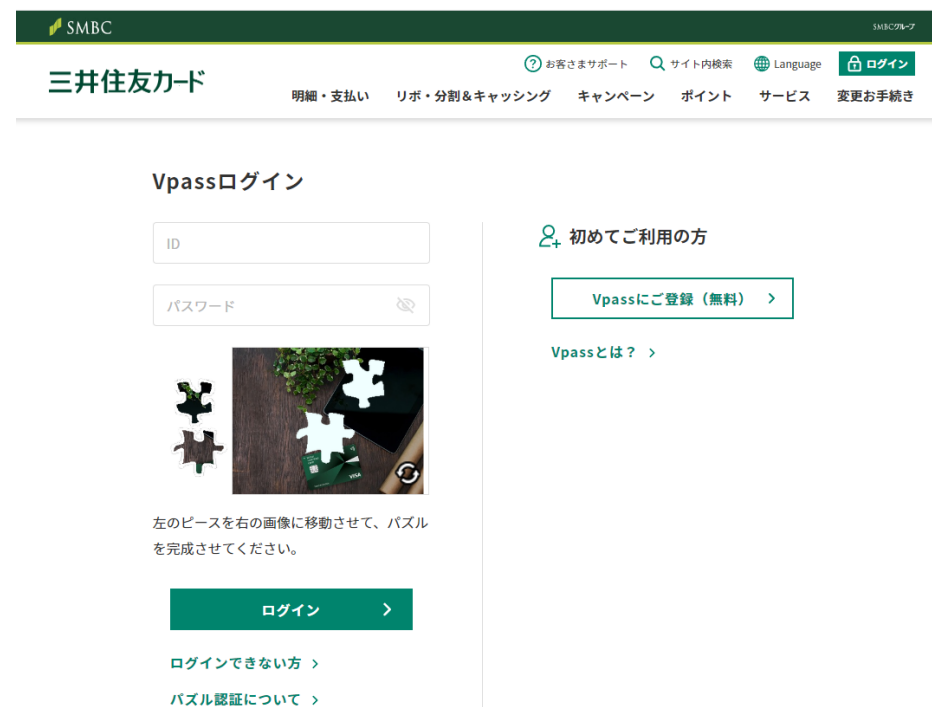 SMBC
SMBCグループ
三井住友カード
お客さまサポート
サイト内検索
Language
ログイン
明細・支払い
リボ・分割&キャッシング
キャンペーン
ポイント
サービス
変更お手続き
Vpassログイン
ID
パスワード
VISA
左のピースを右の画像に移動させて、パズル
を完成させてください。
ログイン
ログインできない方
パズル認証について
初めてご利用の方
Vpassにご登録（無料）
Vpassとは？